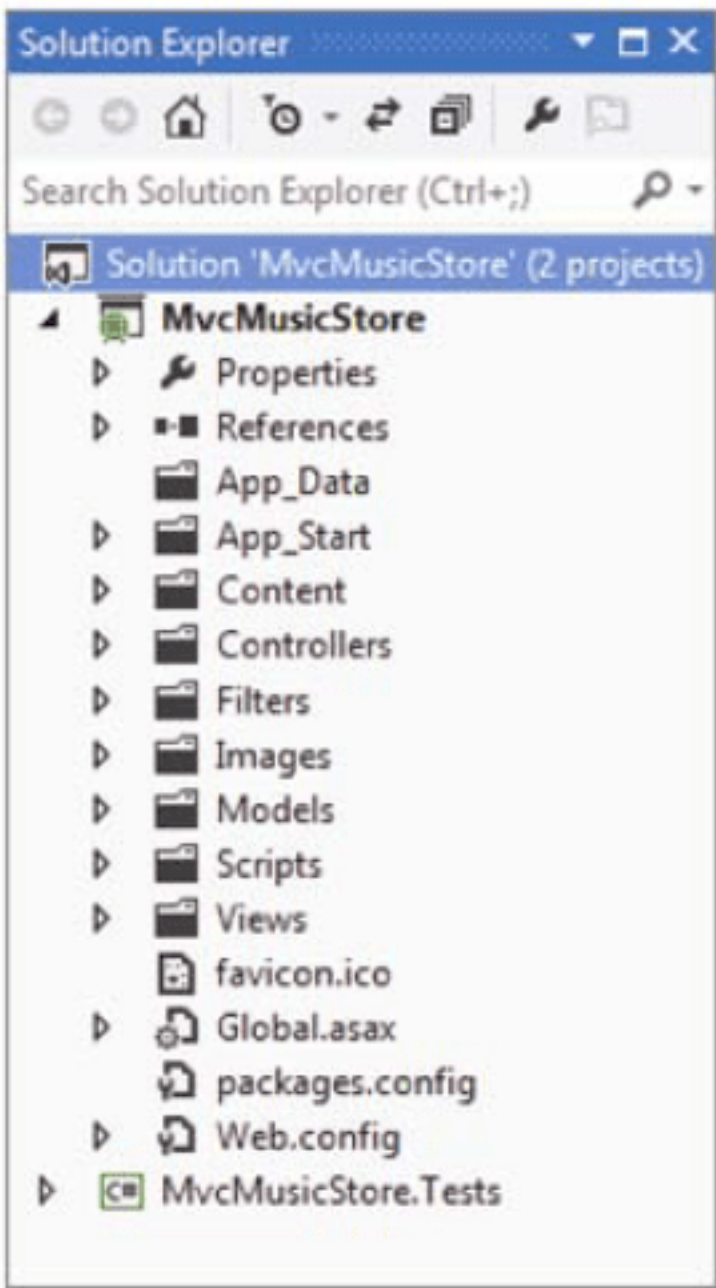 Solution Explorer
Search Solution Explorer (Ctrl+;)
Solution 'MvcMusicStore' (2 projects)
MvcMusicStore
Properties
References
App_Data
App_Start
Content
Controllers
Filters
Images
Models
Scripts
Views
favicon.ico
Global.asax
packages.config
Web.config
C# MvcMusicStore.Tests